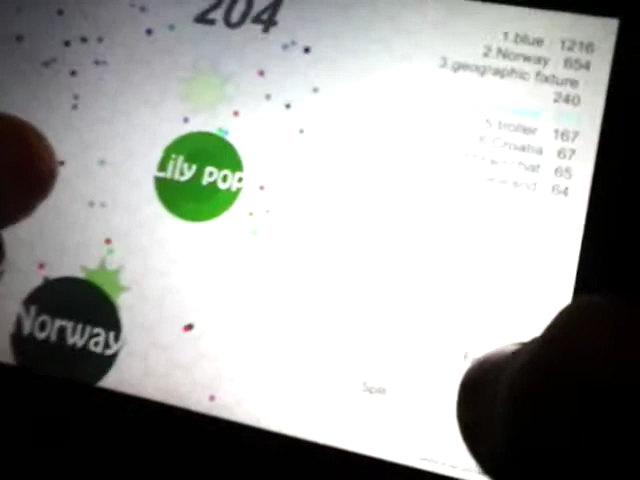 204
1.blue 1216
2.Norway 654
3.geographic fixture
240
5.troller 167
6.Croatia 67
65
64
Lily pop
Norway
Split